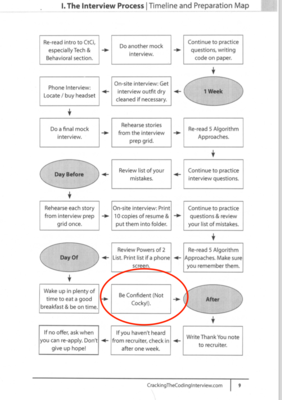 I. The Interview Process | Timeline and Preparation Map
Re-read intro to CtCi,
especially Tech &
Behavioral section.
Do another mock
interview.
Continue to practice
questions, writing
code on paper.
1 Week
On-site interview: Get
interview outfit dry
cleaned if necessary.
Phone Interview:
Locate / buy headset
Do a final mock
interview.
Rehearse stories
from the interview
prep grid.
Re-read 5 Algorithm
Approaches.
Continue to practice
interview questions.
Review list of your
mistakes.
Day Before
Rehearse each story
from interview prep
grid once.
On-site interview: Print
10 copies of resume &
put them into folder.
Continue to practice
questions & review
your list of mistakes.
Re-read 5 Algorithm
Approaches. Make sure
you remember them.
Review Powers of 2
List. Print list if a phone
screen.
Day Of
Wake up in plenty of
time to eat a good
breakfast & be on time.
Be Confident (Not
Cocky!).
After
Write Thank You note
to recruiter.
If you haven't heard
from recruiter, check in
after one week.
If no offer, ask when
you can re-apply. Don't
give up hope!
CrackingTheCodingInterview.com | 9